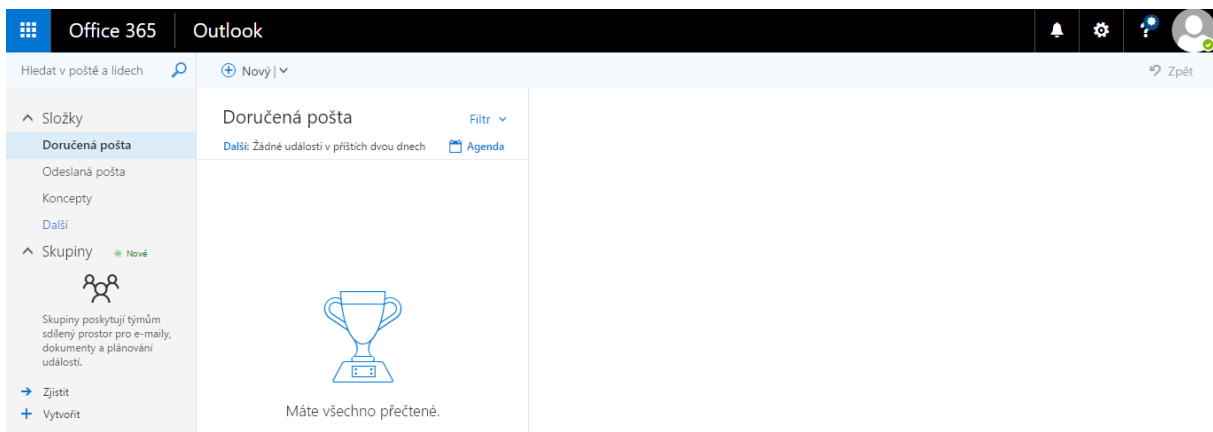 Office 365
Outlook
Hledat v poště a lidech
Nový
Zpět
Složky
Doručená pošta
Odeslaná pošta
Koncepty
Další
Skupiny
Nové
Skupiny poskytují týmům
sdílený prostor pro e-maily,
dokumenty a plánování
událostí.
Zjistit
Vytvořit
Doručená pošta
Filtr
Další: Žádné události v příštích dvou dnech
Agenda
Máte všechno přečtené.